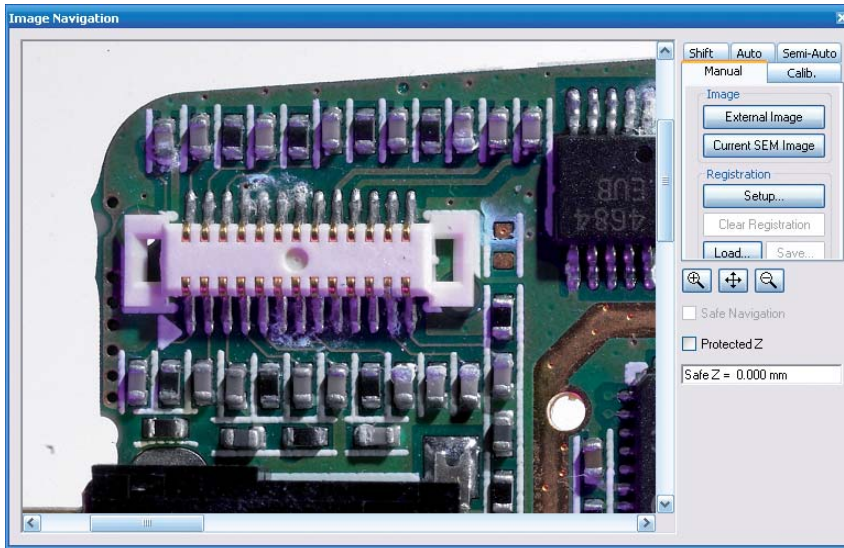 Image Navigation
Shift Auto Semi-Auto
Manual Calib.
Image
External Image
Current SEM Image
Registration
Setup...
Clear Registration
Load... Save...
Safe Navigation
Protected Z
Safe Z = 0.000 mm
4684
EUB